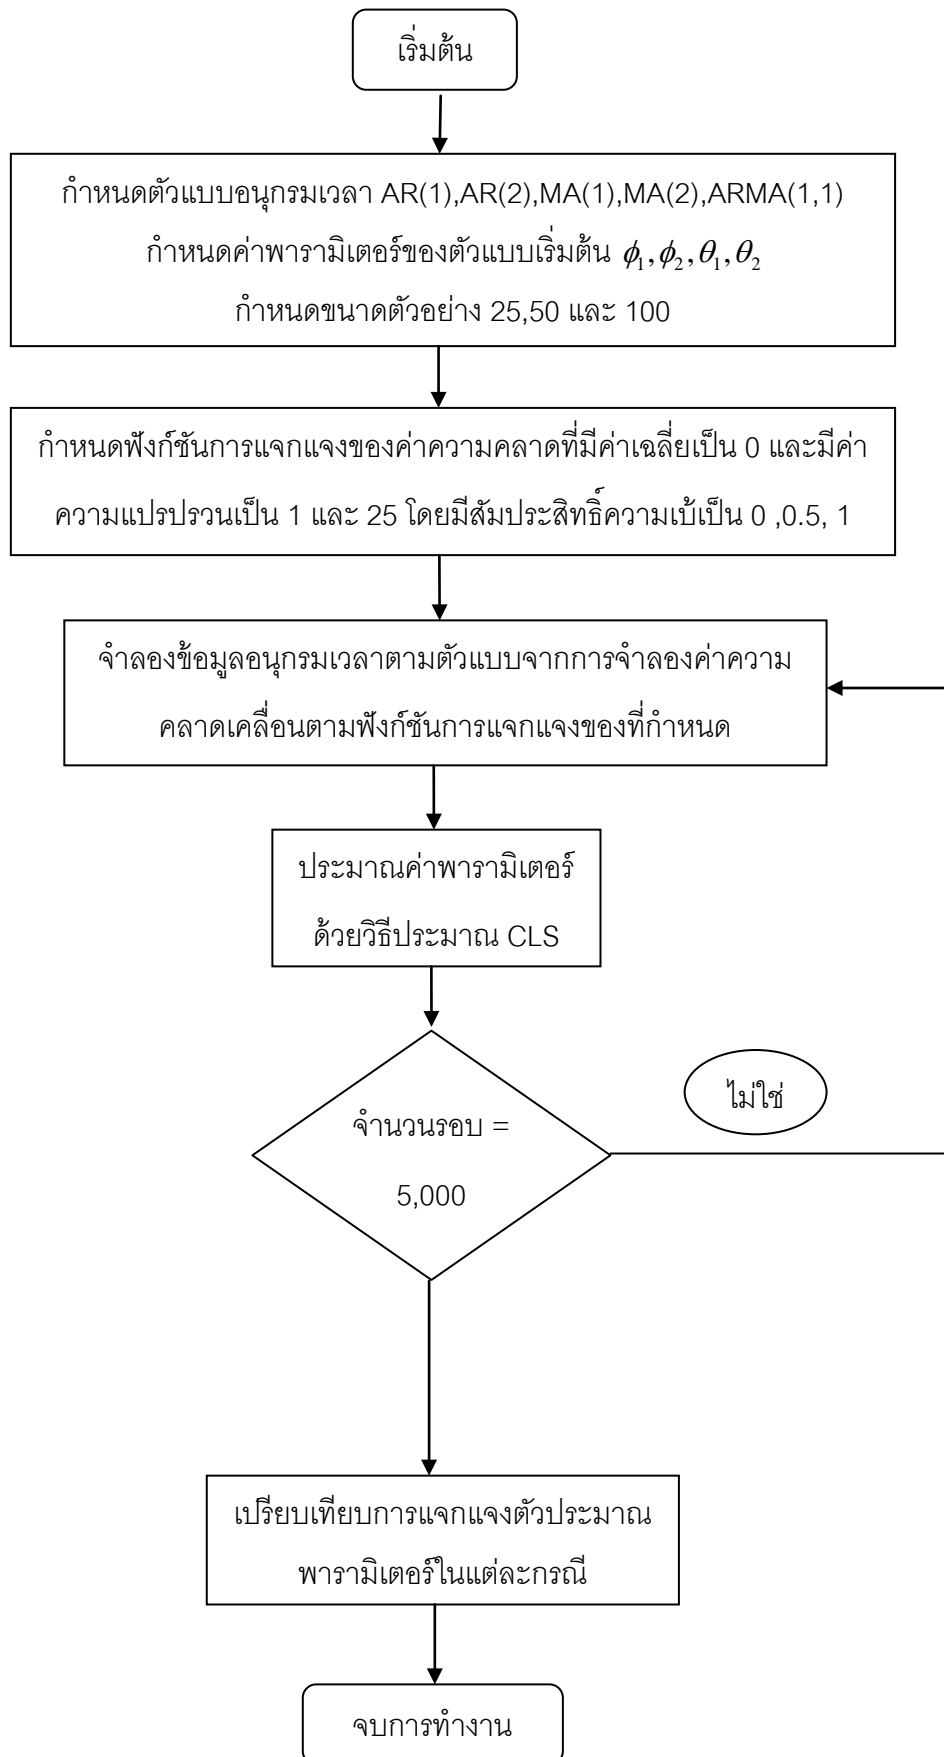 เริ่มต้น
กำหนดตัวแบบอนุกรมเวลา AR(1),AR(2),MA(1),MA(2),ARMA(1,1)
กำหนดค่าพารามิเตอร์ของตัวแบบเริ่มต้น ϕ₁,ϕ₂,θ₁,θ₂
กำหนดขนาดตัวอย่าง 25,50 และ 100
กำหนดฟังก์ชันการแจกแจงของค่าความคลาดที่มีค่าเฉลี่ยเป็น 0 และมีค่า
ความแปรปรวนเป็น 1 และ 25 โดยมีสัมประสิทธิ์ความเบ้เป็น 0 ,0.5, 1
จำลองข้อมูลอนุกรมเวลาตามตัวแบบจากการจำลองค่าความ
คลาดเคลื่อนตามฟังก์ชันการแจกแจงของที่กำหนด
ประมาณค่าพารามิเตอร์
ด้วยวิธีประมาณ CLS
ไม่ใช่
จำนวนรอบ =
5,000
เปรียบเทียบการแจกแจงตัวประมาณ
พารามิเตอร์ในแต่ละกรณี
จบการทำงาน